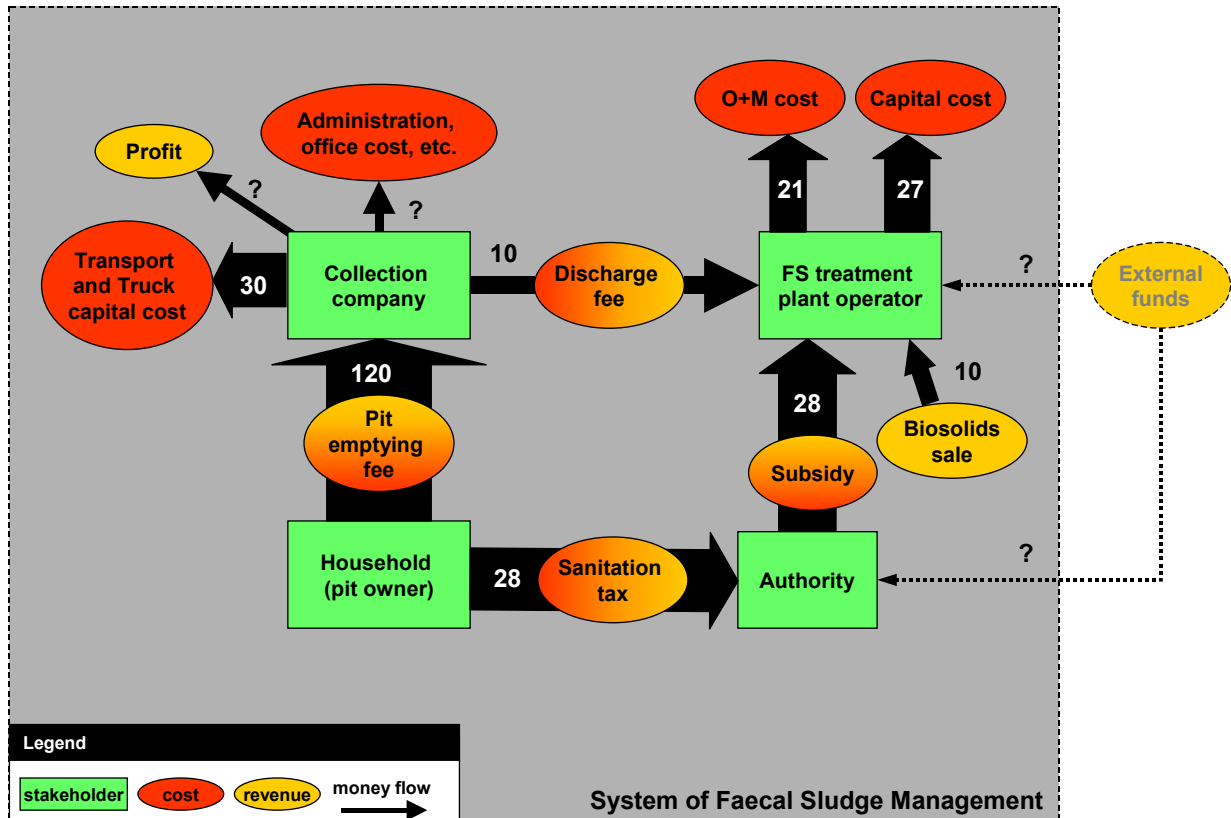 O+M cost
Capital cost
Administration,
office cost, etc.
Profit
?
?
21
27
Transport
and Truck
capital cost
30
Collection
company
10
Discharge
fee
FS treatment
plant operator
?
External
funds
120
Pit
emptying
fee
28
10
Biosolids
sale
Subsidy
Household
(pit owner)
28
Sanitation
tax
Authority
?
Legend
stakeholder
cost
revenue
money flow
System of Faecal Sludge Management